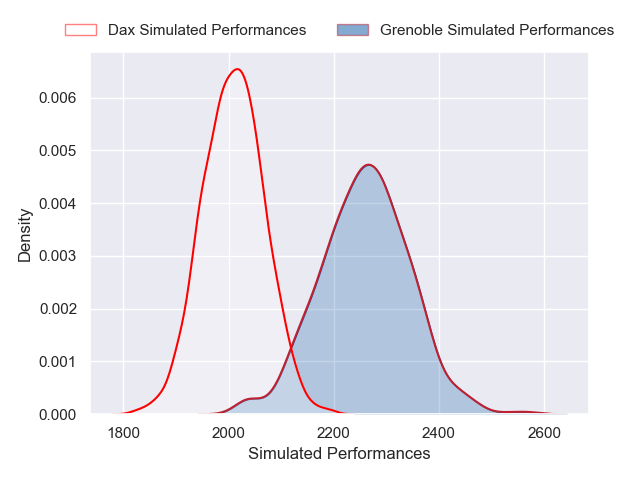 Dax Simulated Performances
Grenoble Simulated Performances
0.006
0.005
0.004
0.003
0.002
0.001
0.000
Density
1800 2000 2200 2400 2600
Simulated Performances